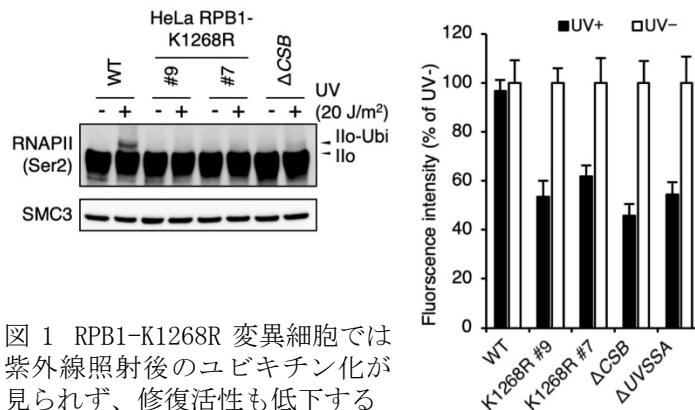 HeLa RPB1-
K1268R
WT #9 #7 ΔCSB
UV
- + - + - + - + (20 J/m²)
RNAPII
(Ser2)
IIo-Ubi
IIo
SMC3
図 1 RPB1-K1268R 変異細胞では
紫外線照射後のユビキチン化が
見られず、修復活性も低下する
■UV+ □UV−
Fluorscence intensity (% of UV-)
120
100
80
60
40
20
0
WT K1268R #9 K1268R #7 ΔCSB ΔUVSSA